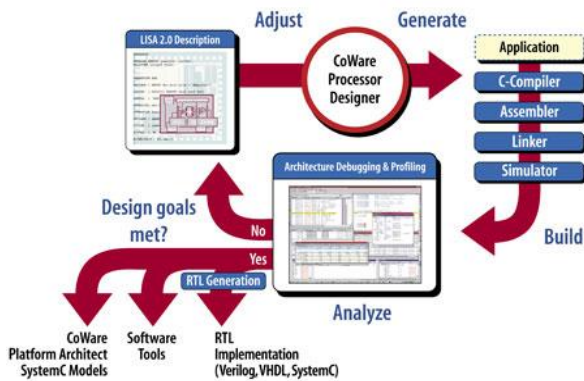 Adjust
Generate
LISA 2.0 Description
CoWare
Processor
Designer
Application
C-Compiler
Assembler
Linker
Simulator
Architecture Debugging & Profiling
Design goals
met?
No
Yes
Build
RTL Generation
Analyze
CoWare
Platform Architect
SystemC Models
Software
Tools
RTL
Implementation
(Verilog, VHDL, SystemC)